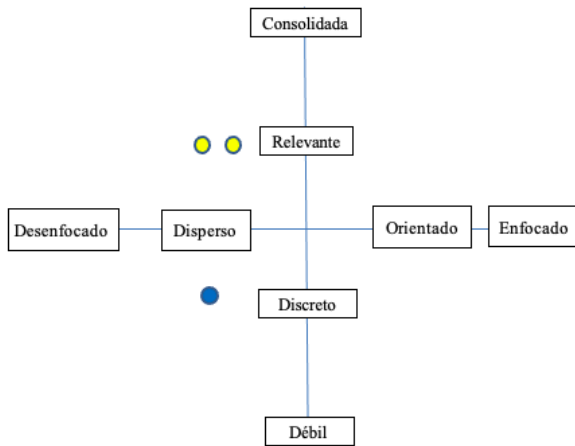 Consolidada
Relevante
Desenfocado
Disperso
Orientado
Enfocado
Discreto
Débil